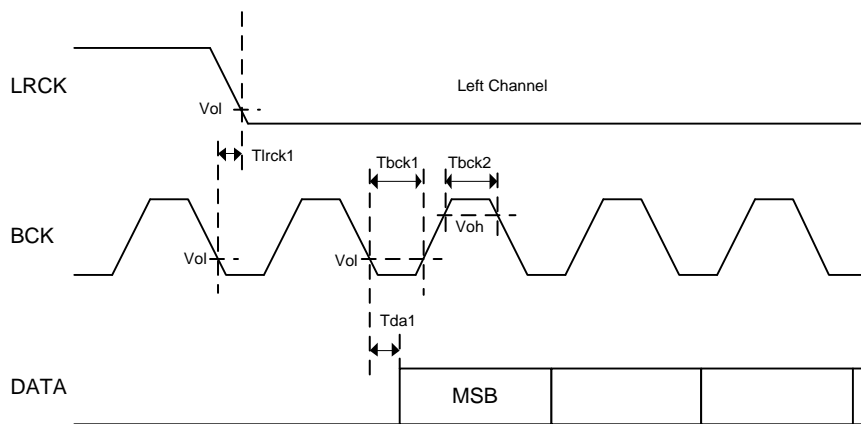 LRCK
Left Channel
Vol
Tlrck1
Tbck1
Tbck2
BCK
Voh
Vol
Vol
Tda1
DATA
MSB